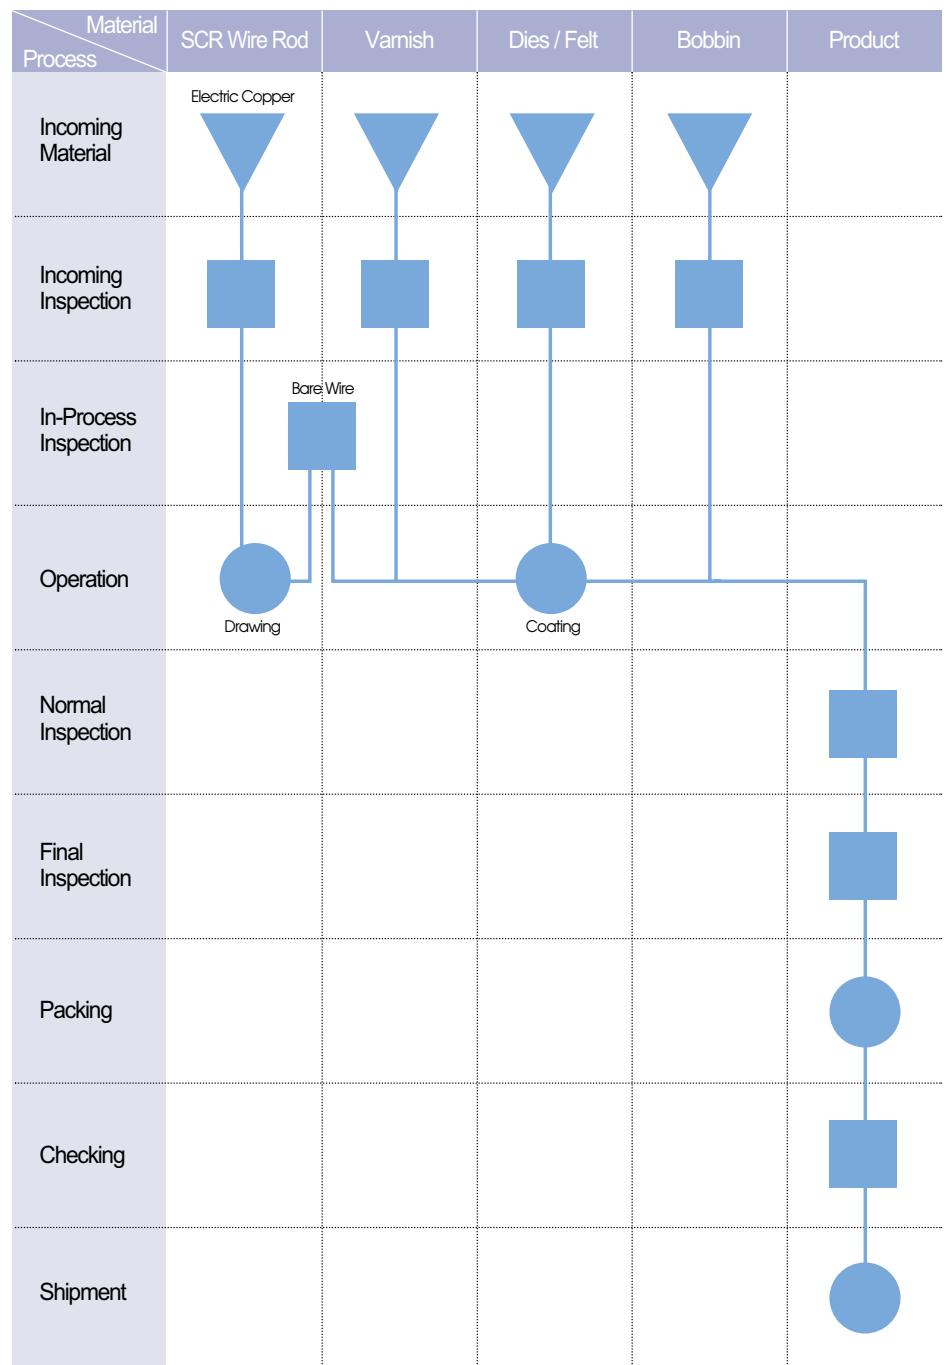 Material
Process
SCR Wire Rod
Varnish
Dies / Felt
Bobbin
Product
Incoming
Material
Electric Copper
Incoming
Inspection
In-Process
Inspection
Bare Wire
Operation
Drawing
Coating
Normal
Inspection
Final
Inspection
Packing
Checking
Shipment